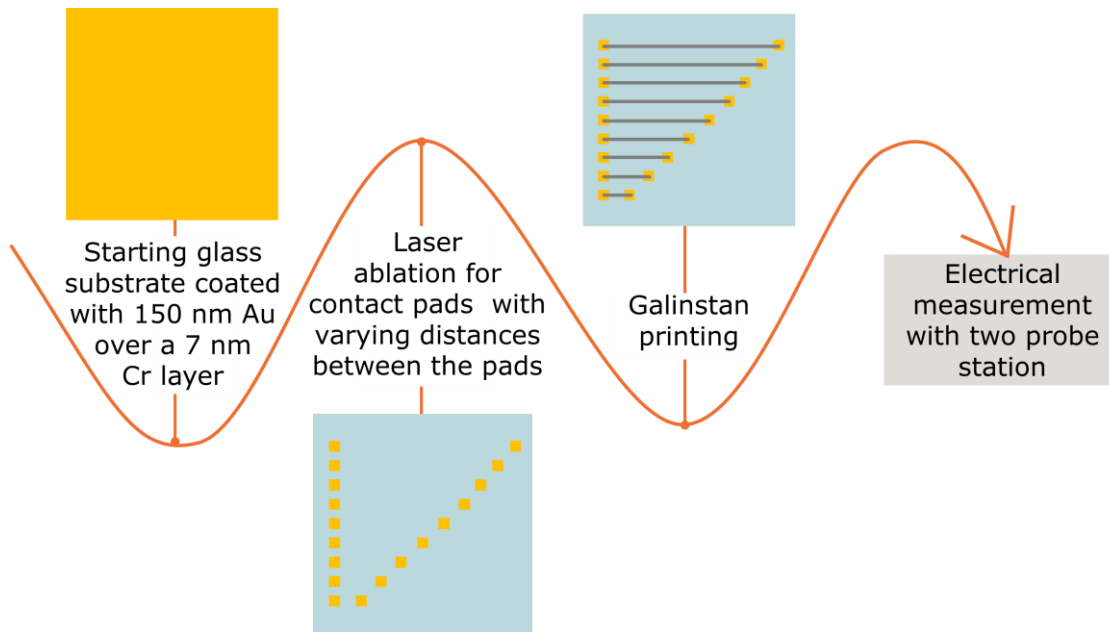 Starting glass
substrate coated
with 150 nm Au
over a 7 nm
Cr layer
Laser
ablation for
contact pads  with
varying distances
between the pads
Galinstan
printing
Electrical
measurement
with two probe
station